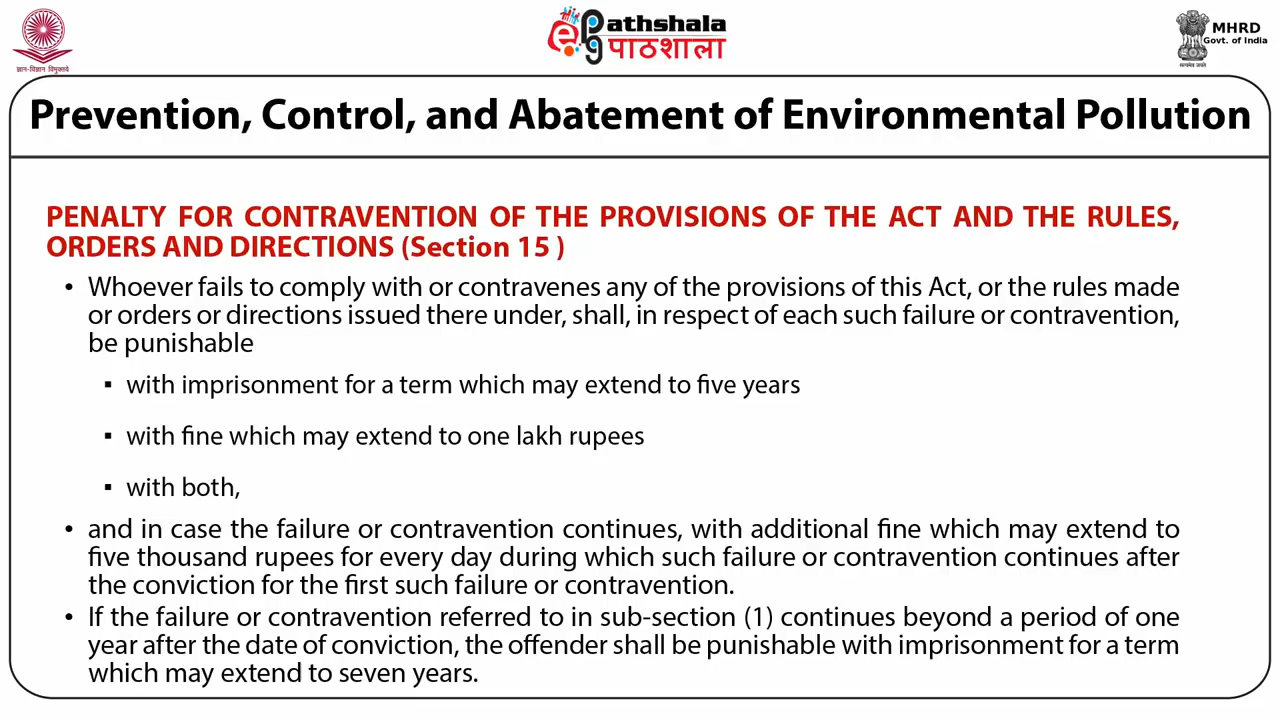 ज्ञान-विज्ञान विमुक्तये
epg athshala
पाठशाला
सत्यमेव जयते
MHRD
Govt. of India
Prevention, Control, and Abatement of Environmental Pollution
PENALTY FOR CONTRAVENTION OF THE PROVISIONS OF THE ACT AND THE RULES,
ORDERS AND DIRECTIONS (Section 15 )
• Whoever fails to comply with or contravenes any of the provisions of this Act, or the rules made
or orders or directions issued there under, shall, in respect of each such failure or contravention,
be punishable
▪ with imprisonment for a term which may extend to five years
▪ with fine which may extend to one lakh rupees
▪ with both,
• and in case the failure or contravention continues, with additional fine which may extend to
five thousand rupees for every day during which such failure or contravention continues after
the conviction for the first such failure or contravention.
• If the failure or contravention referred to in sub-section (1) continues beyond a period of one
year after the date of conviction, the offender shall be punishable with imprisonment for a term
which may extend to seven years.